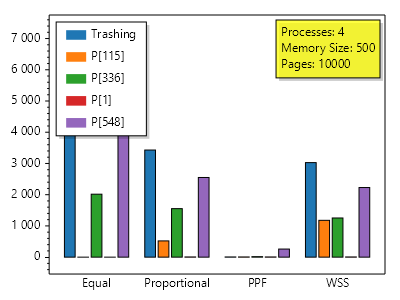 7 000
6 000
5 000
4 000
3 000
2 000
1 000
0
Trashing
P[115]
P[336]
P[1]
P[548]
Processes: 4
Memory Size: 500
Pages: 10000
Equal
Proportional
PPF
WSS